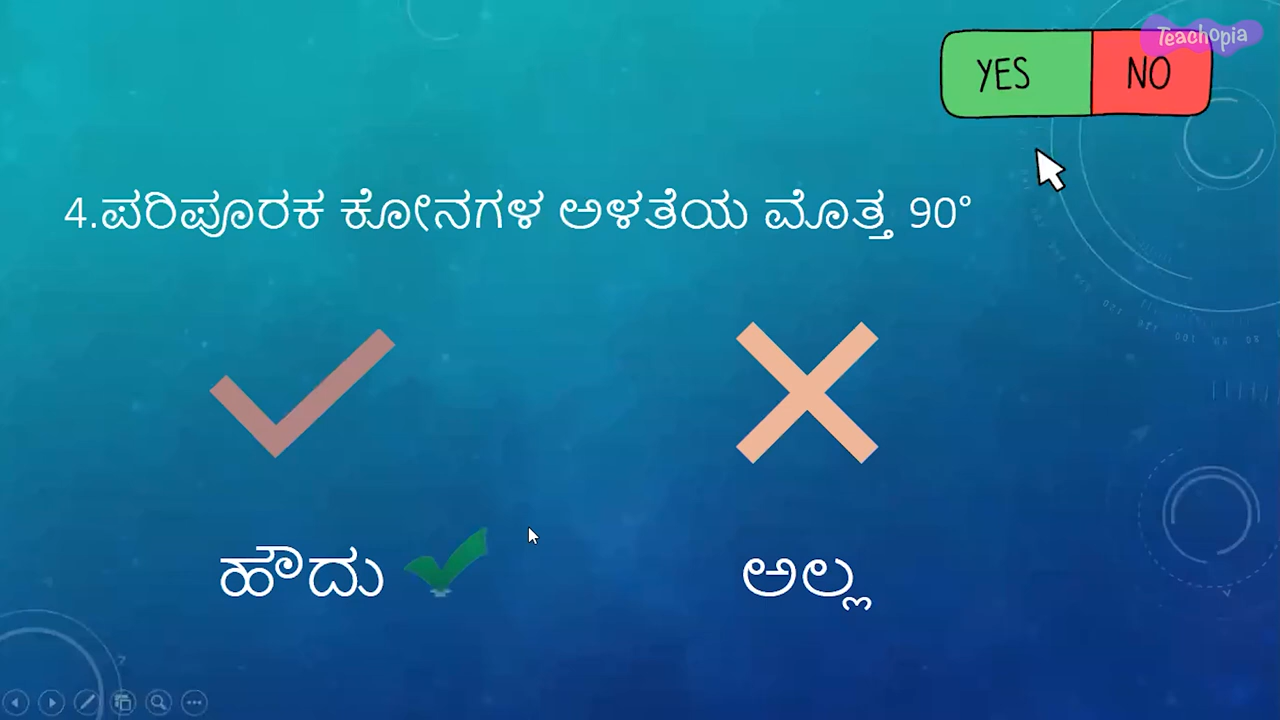 Teachopia
YES NO
4.ಪರಿಪೂರಕ ಕೋನಗಳ ಅಳತೆಯ ಮೊತ್ತ 90°
ಹೌದು ಅಲ್ಲ